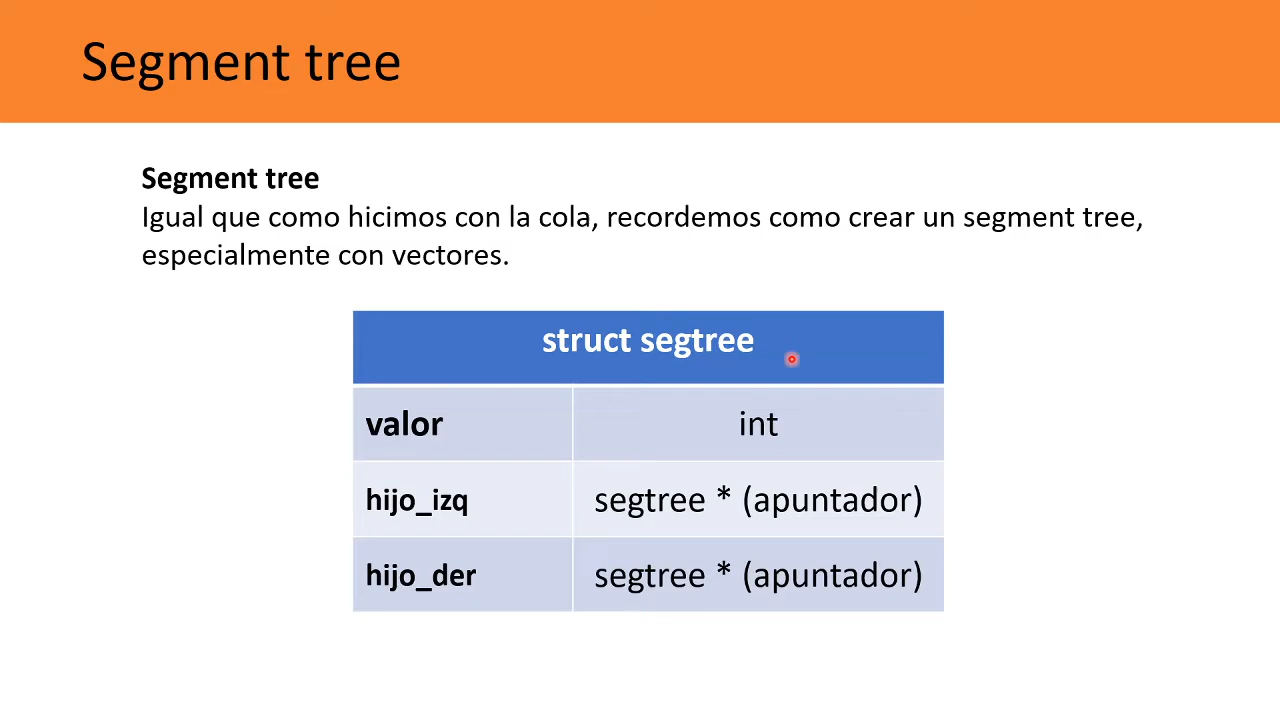 Segment tree
Segment tree
Igual que como hicimos con la cola, recordemos como crear un segment tree,
especialmente con vectores.
struct segtree
valor int
hijo_izq segtree * (apuntador)
hijo_der segtree * (apuntador)